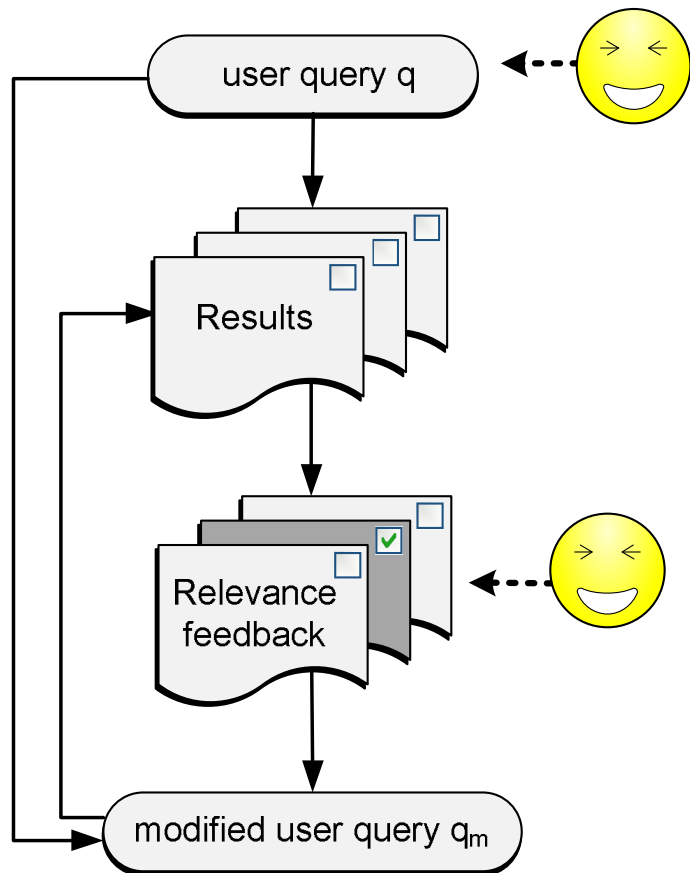 user query q
Results
Relevance
feedback
modified user query qₘ